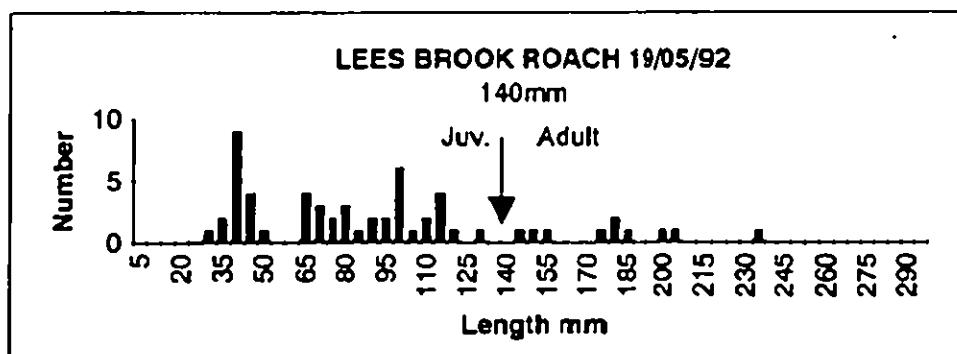 LEES BROOK ROACH 19/05/92
140mm
Juv. Adult
Number
10
5
0
5 20 35 50 65 80 95 110 125 140 155 170 185 200 215 230 245 260 275 290
Length mm